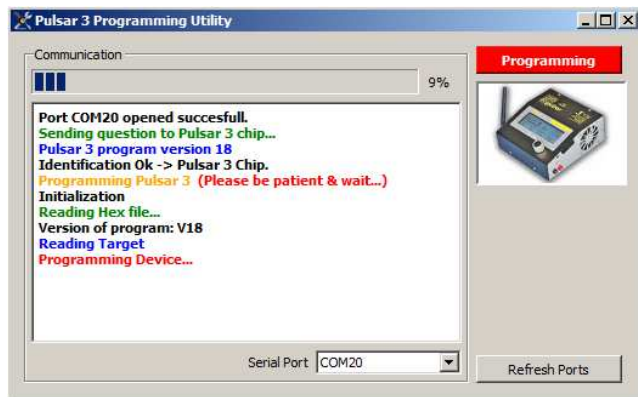 Pulsar 3 Programming Utility
Communication
9%
Programming
Port COM20 opened succesfull.
Sending question to Pulsar 3 chip...
Pulsar 3 program version 18
Identification Ok -> Pulsar 3 Chip.
Programming Pulsar 3 (Please be patient & wait...)
Initialization
Reading Hex file...
Version of program: V18
Reading Target
Programming Device...
Serial Port COM20
Refresh Ports